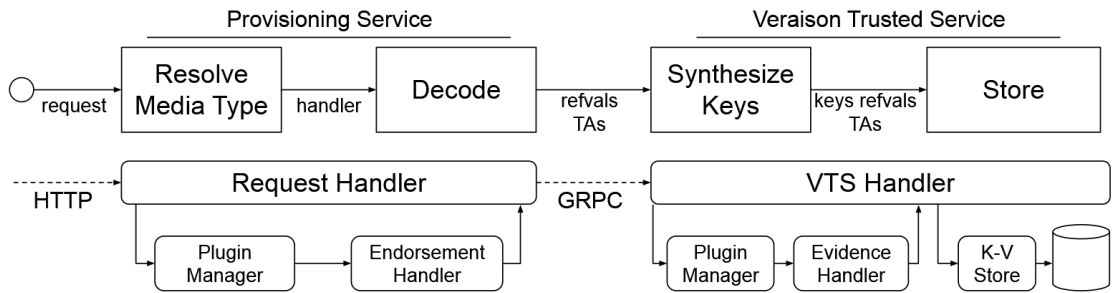 Provisioning Service
Veraison Trusted Service
request
Resolve
Media Type
handler
Decode
refvals
TAs
Synthesize
Keys
keys refvals
TAs
Store
HTTP
Request Handler
GRPC
VTS Handler
Plugin
Manager
Endorsement
Handler
Plugin
Manager
Evidence
Handler
K-V
Store